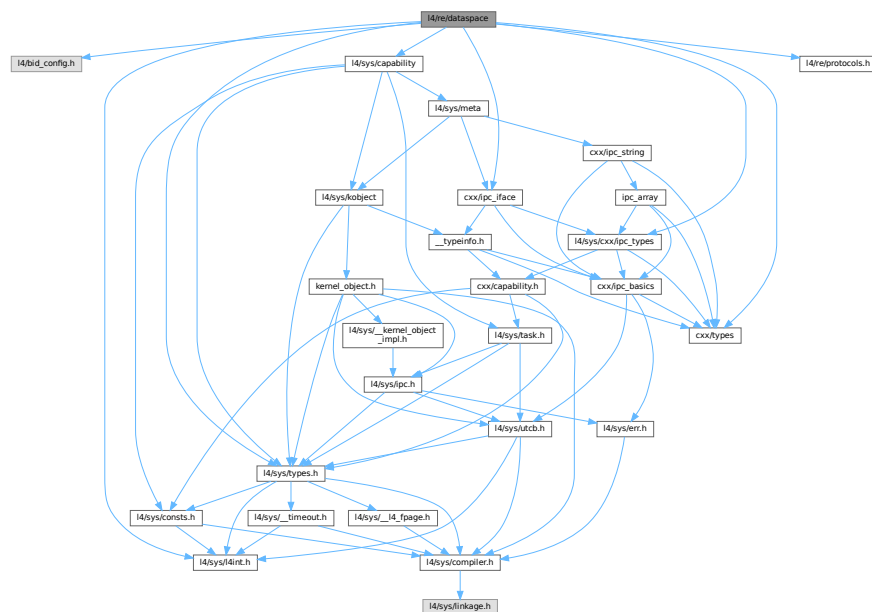 l4/re/dataspace
l4/bid_config.h
l4/sys/capability
l4/re/protocols.h
l4/sys/meta
cxx/ipc_string
l4/sys/kobject
cxx/ipc_iface
ipc_array
__typeinfo.h
l4/sys/cxx/ipc_types
kernel_object.h
cxx/capability.h
cxx/ipc_basics
l4/sys/__kernel_object
_impl.h
l4/sys/task.h
cxx/types
l4/sys/ipc.h
l4/sys/utcb.h
l4/sys/err.h
l4/sys/types.h
l4/sys/consts.h
l4/sys/__timeout.h
l4/sys/__l4_fpage.h
l4/sys/l4int.h
l4/sys/compiler.h
l4/sys/linkage.h